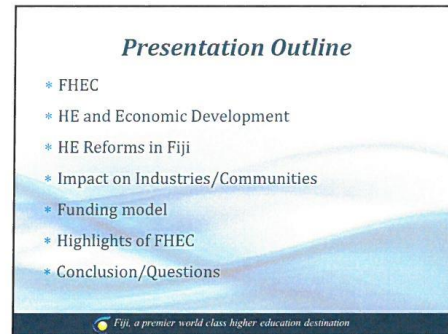 Presentation Outline
* FHEC
* HE and Economic Development
* HE Reforms in Fiji
* Impact on Industries/Communities
* Funding model
* Highlights of FHEC
* Conclusion/Questions
Fiji, a premier world class higher education destination